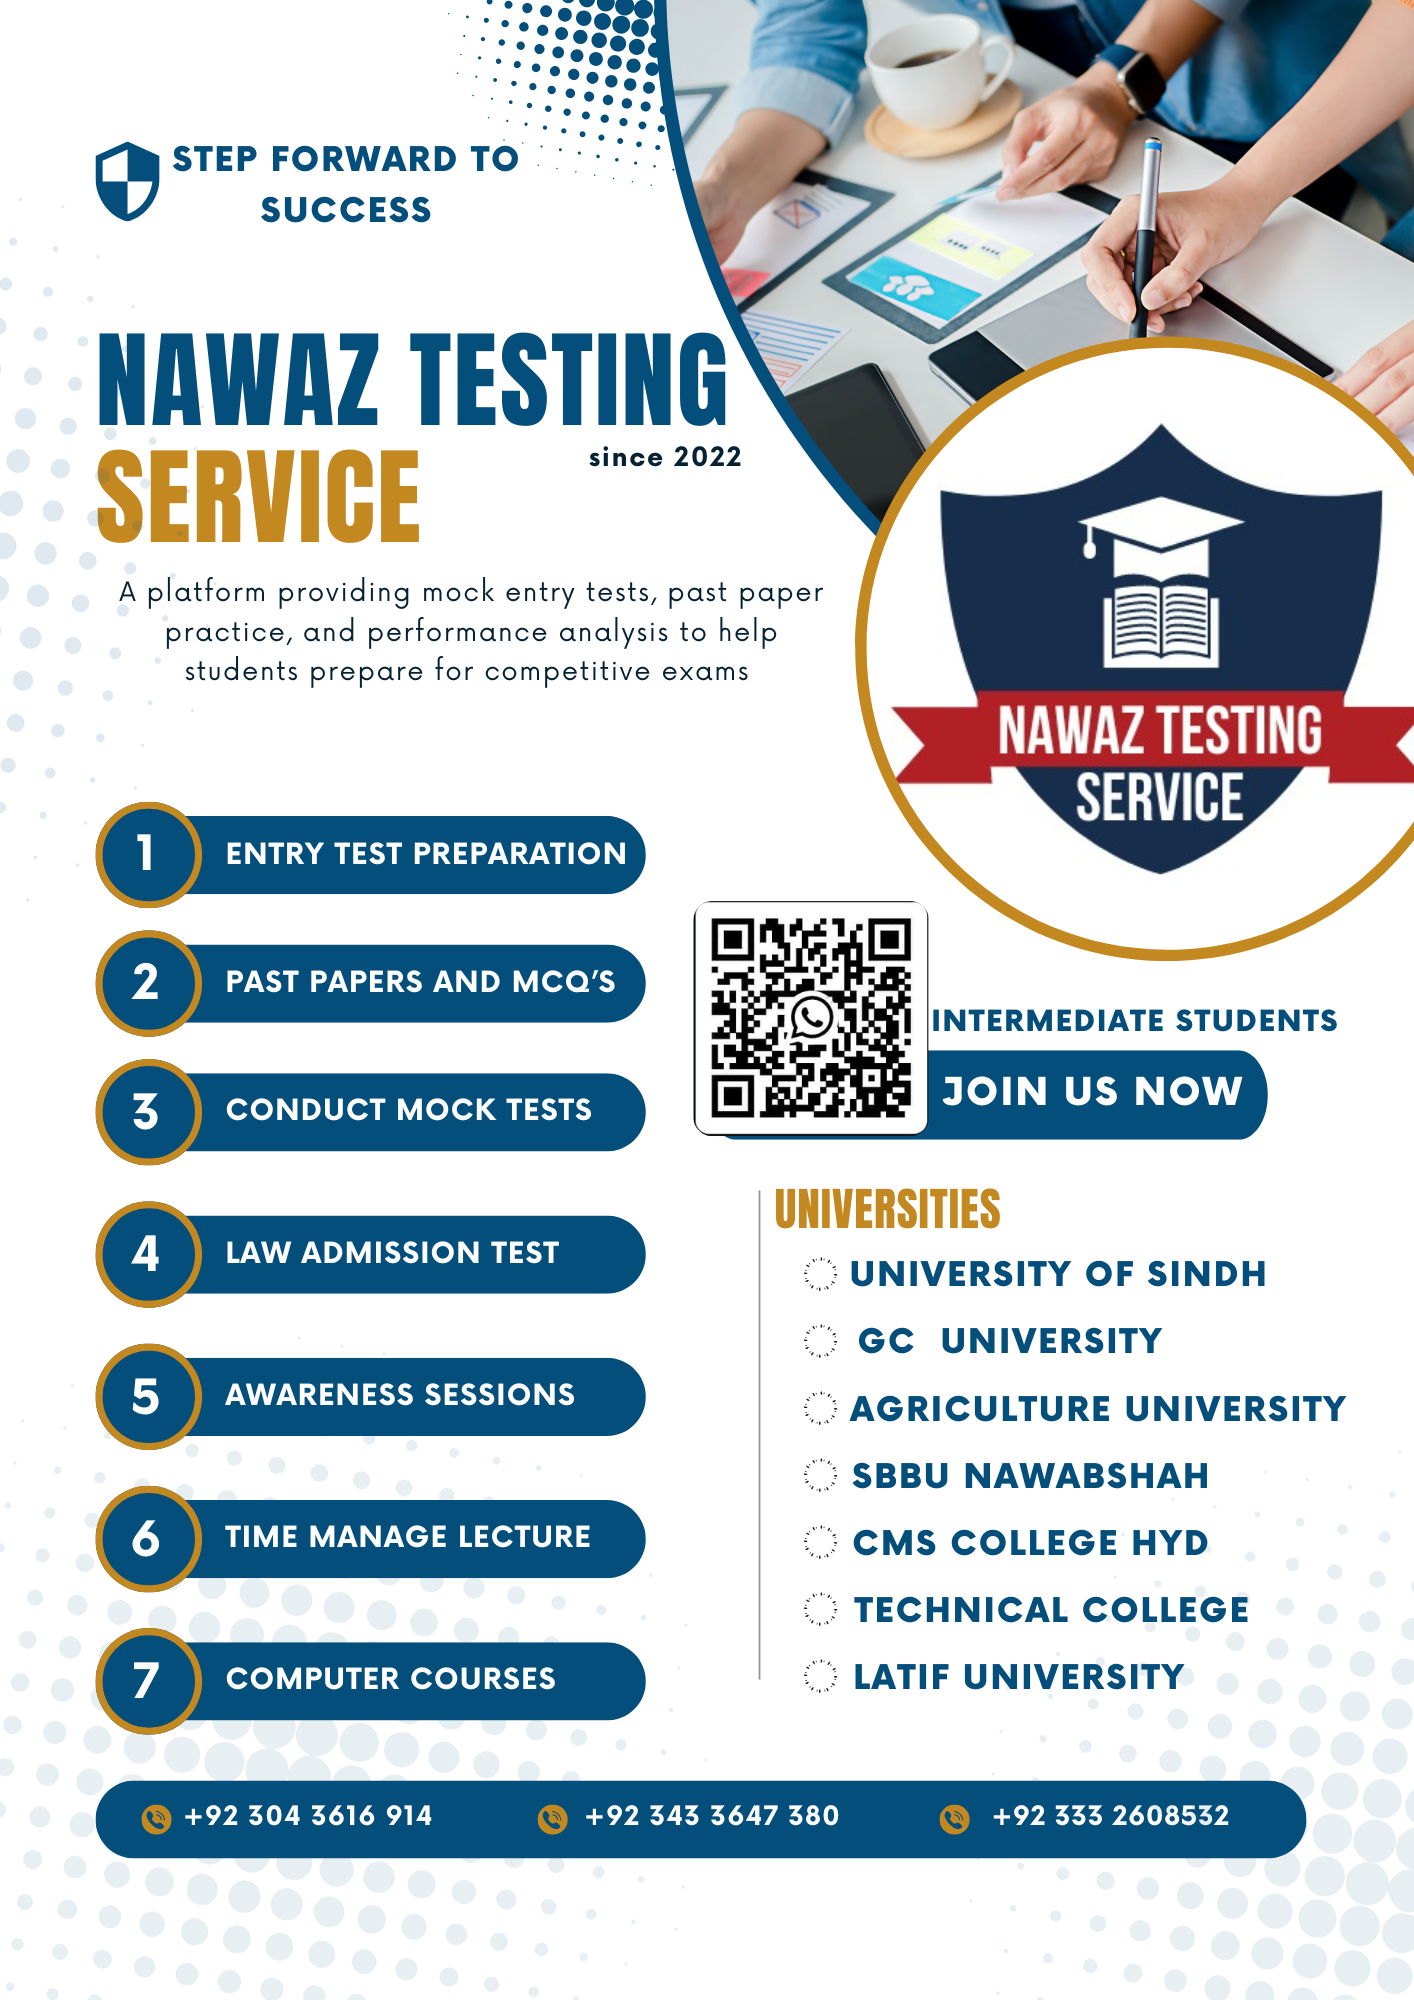 STEP FORWARD TO
SUCCESS
NAWAZ TESTING
SERVICE
since 2022
A platform providing mock entry tests, past paper
practice, and performance analysis to help
students prepare for competitive exams
NAWAZ TESTING
SERVICE
1 ENTRY TEST PREPARATION
2 PAST PAPERS AND MCQ'S
3 CONDUCT MOCK TESTS
4 LAW ADMISSION TEST
5 AWARENESS SESSIONS
6 TIME MANAGE LECTURE
7 COMPUTER COURSES
INTERMEDIATE STUDENTS
JOIN US NOW
UNIVERSITIES
UNIVERSITY OF SINDH
GC UNIVERSITY
AGRICULTURE UNIVERSITY
SBBU NAWABSHAH
CMS COLLEGE HYD
TECHNICAL COLLEGE
LATIF UNIVERSITY
+92 304 3616 914
+92 343 3647 380
+92 333 2608532